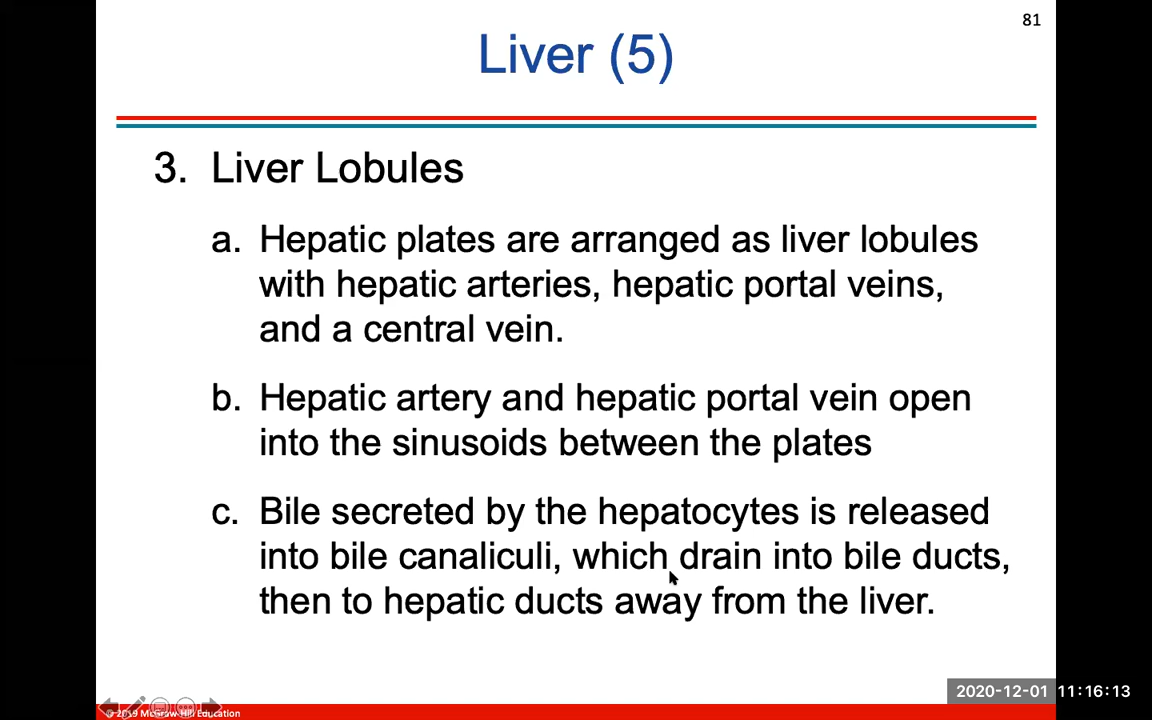 81
Liver (5)
3. Liver Lobules
a. Hepatic plates are arranged as liver lobules
with hepatic arteries, hepatic portal veins,
and a central vein.
b. Hepatic artery and hepatic portal vein open
into the sinusoids between the plates
c. Bile secreted by the hepatocytes is released
into bile canaliculi, which drain into bile ducts,
then to hepatic ducts away from the liver.
2020-12-01 11:16:13
© 2019 McGraw-Hill Education